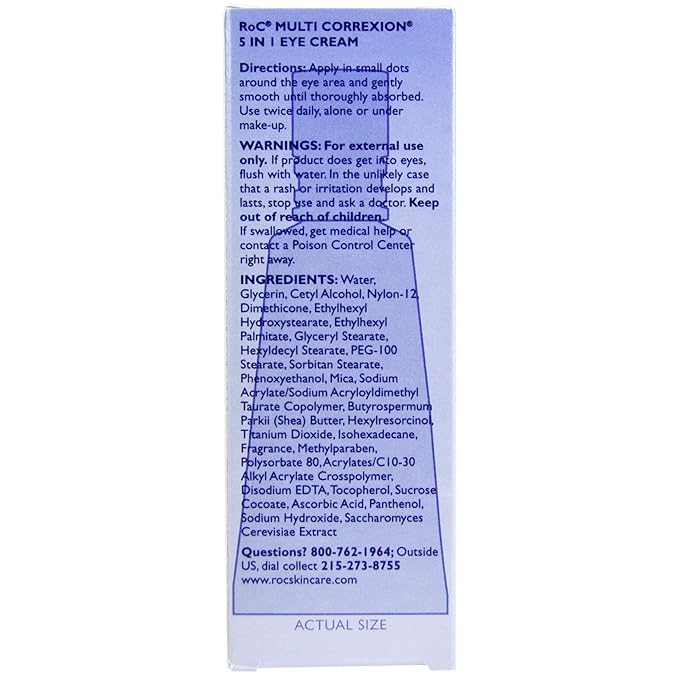 RoC® MULTI CORREXION®
5 IN 1 EYE CREAM
Directions: Apply in small dots
around the eye area and gently
smooth until thoroughly absorbed.
Use twice daily, alone or under
make-up.
WARNINGS: For external use
only. If product does get into eyes,
flush with water. In the unlikely case
that a rash or irritation develops and
lasts, stop use and ask a doctor. Keep
out of reach of children.
If swallowed, get medical help or
contact a Poison Control Center
right away.
INGREDIENTS: Water,
Glycerin, Cetyl Alcohol, Nylon-12,
Dimethicone, Ethylhexyl
Hydroxystearate, Ethylhexyl
Palmitate, Glyceryl Stearate,
Hexyldecyl Stearate, PEG-100
Stearate, Sorbitan Stearate,
Phenoxyethanol, Mica, Sodium
Acrylate/Sodium Acryloyldimethyl
Taurate Copolymer, Butyrospermum
Parkii (Shea) Butter, Hexylresorcinol,
Titanium Dioxide, Isohexadecane,
Fragrance, Methylparaben,
Polysorbate 80, Acrylates/C10-30
Alkyl Acrylate Crosspolymer,
Disodium EDTA, Tocopherol, Sucrose
Cocoate, Ascorbic Acid, Panthenol,
Sodium Hydroxide, Saccharomyces
Cerevisiae Extract
Questions? 800-762-1964; Outside
US, dial collect 215-273-8755
www.rocskincare.com
ACTUAL SIZE